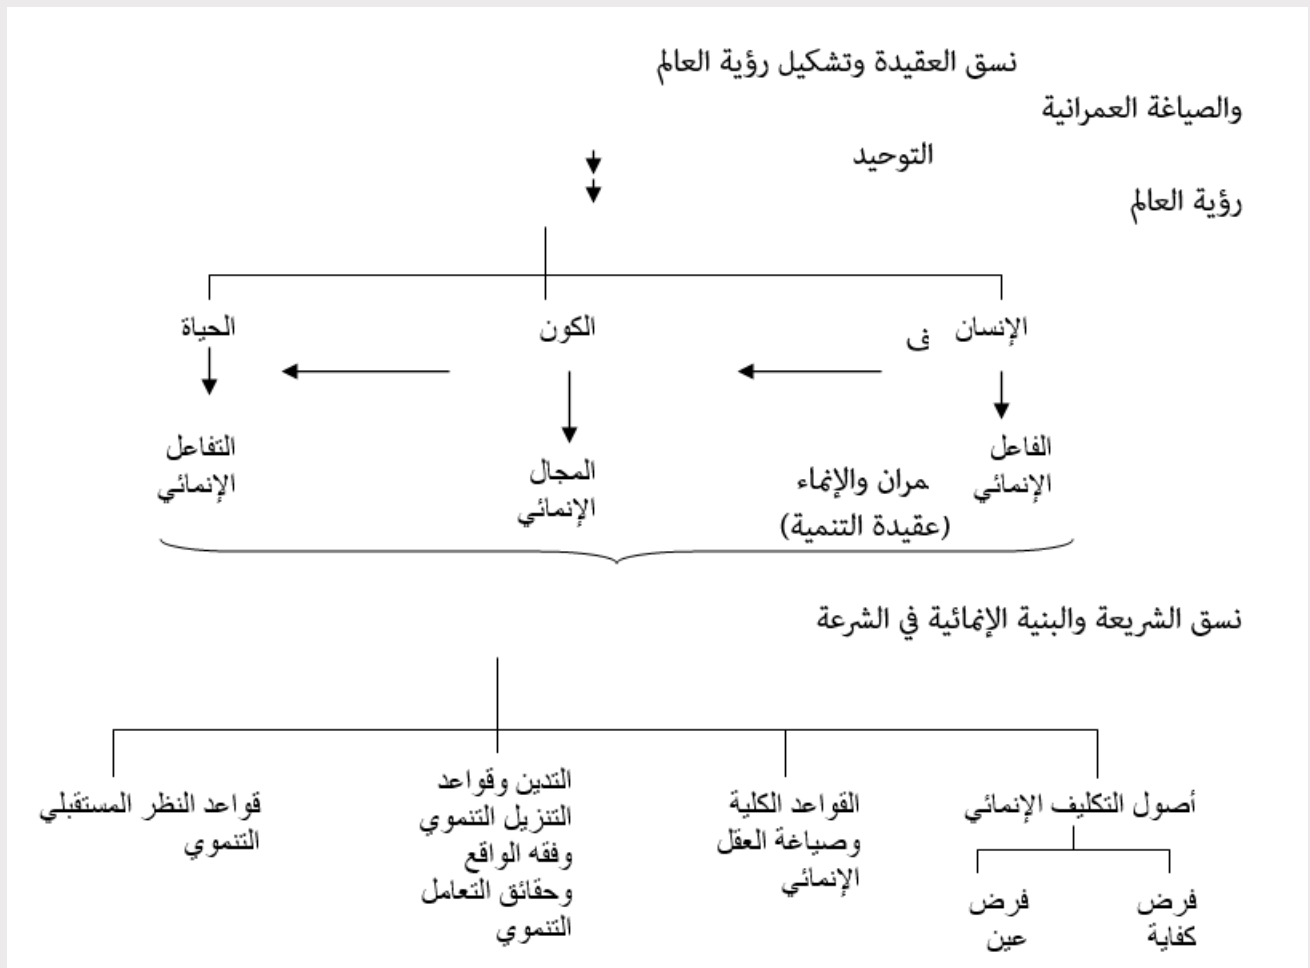 نسق العقيدة وتشكيل رؤية العالم
والصياغة العمرانية
التوحيد
رؤية العالم
الإنسان
فى
الكون
الحياة
الفاعل
الإنمائي
مران والإنماء
(عقيدة التنمية)
المجال
الإنمائي
التفاعل
الإنمائي
نسق الشريعة والبنية الإنمائية في الشرعة
أصول التكليف الإنمائي
فرض
كفاية
فرض
عين
القواعد الكلية
وصياغة العقل
الإنمائي
التدين وقواعد
التنزيل التنموي
وفقه الواقع
وحقائق التعامل
التنموي
قواعد النظر المستقبلي
التنموي